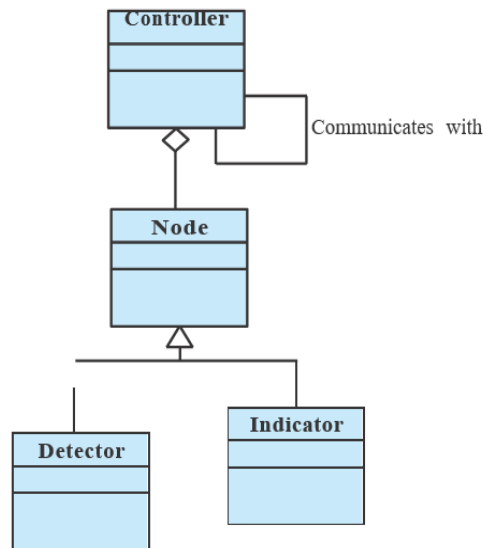 Controller
Communicates with
Node
Indicator
Detector